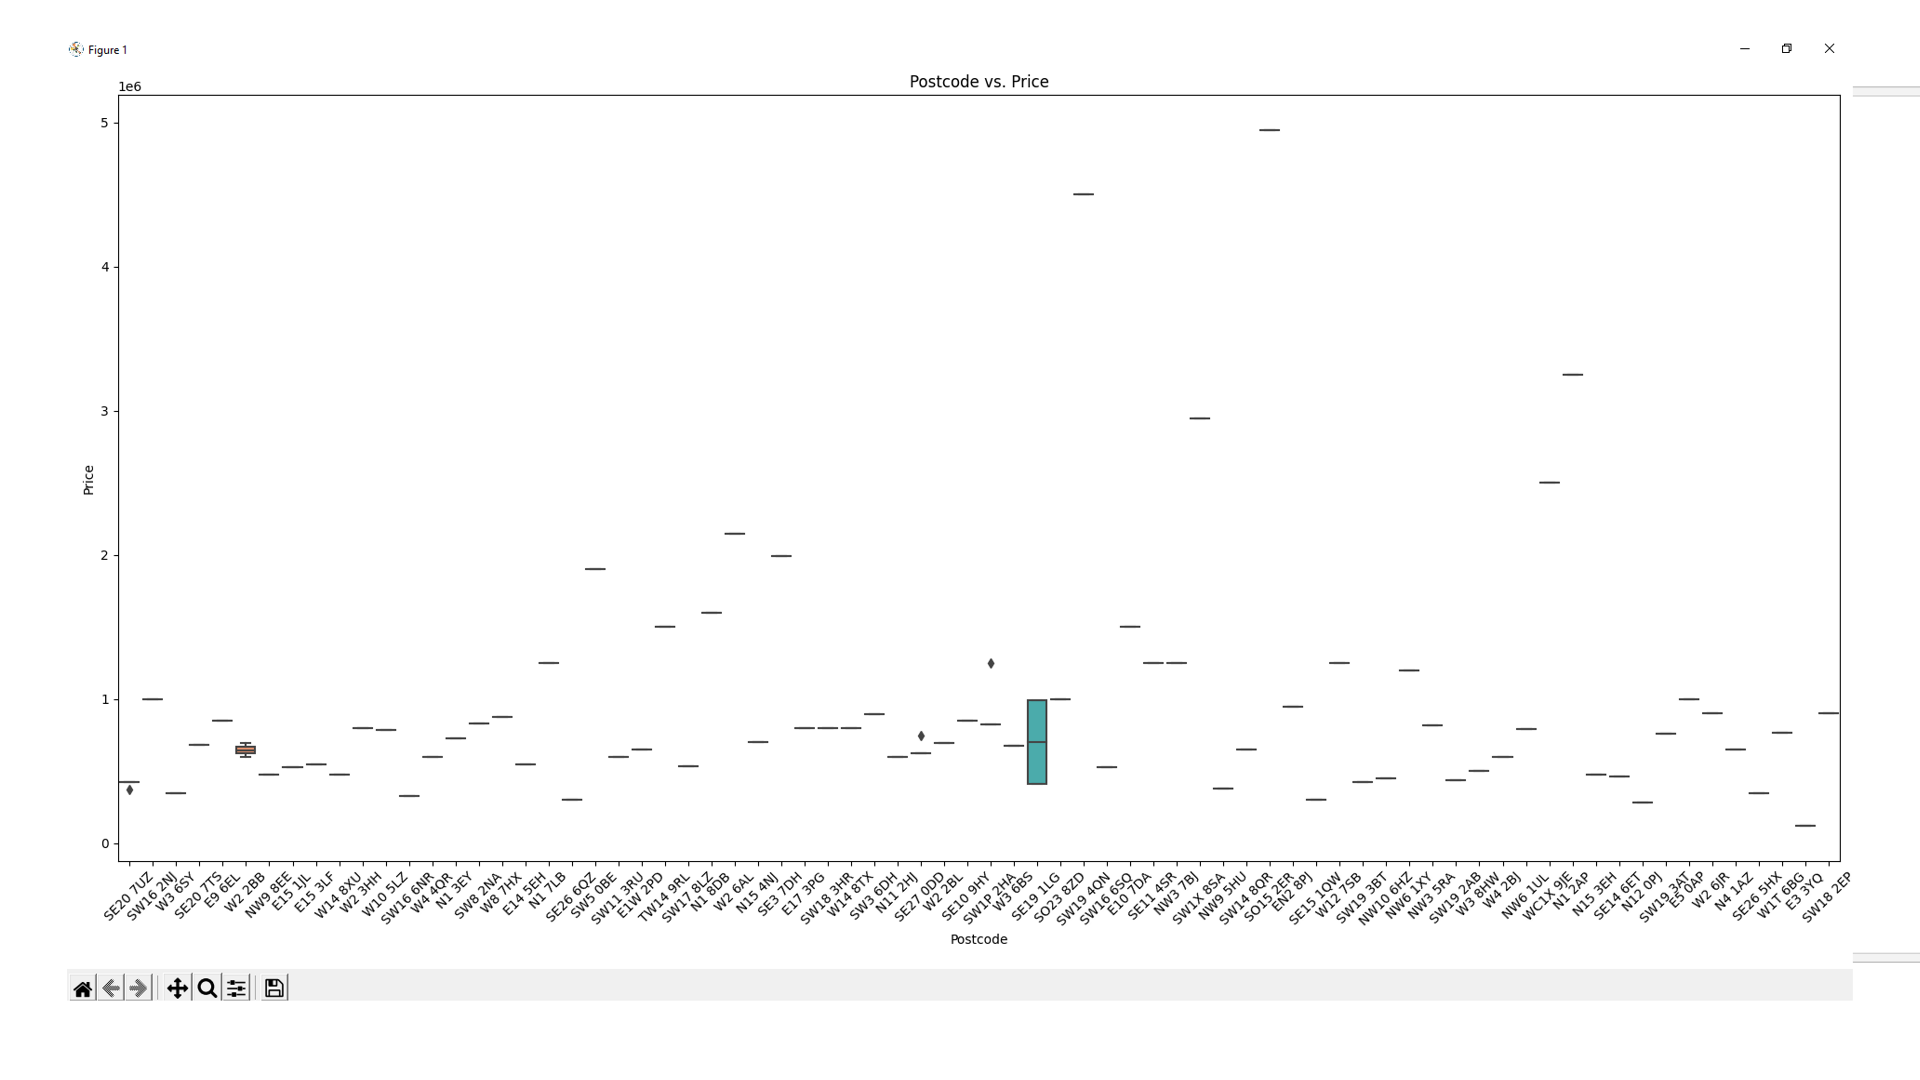 Figure 1
Postcode vs. Price
1e6
5
4
3
2
1
0
Price
SE20 7UZ
SW16 2NJ
W3 6SY
SE20 7TS
E9 6EL
W2 2BB
NW9 8EE
E15 1JL
E15 3LF
W14 8XU
W2 3HH
W10 5LZ
SW16 6NR
W4 4QR
N1 3EY
SW8 2NA
W8 7HX
E14 5EH
N1 7LB
SE26 6QZ
SW5 0BE
SW11 3RU
E1W 2PD
TW14 9RL
SW17 8LZ
N1 8DB
W2 6AL
N15 4NJ
SE3 7DH
E17 3PG
SW18 3HR
W14 8TX
SW3 6DH
N11 2HJ
SE27 0DD
W2 2BL
SE10 9HY
SW1P 2HA
W3 6BS
SE19 1LG
SO23 8ZD
SW19 4QN
SW16 6SQ
E10 7DA
SE11 4SR
NW3 7BJ
SW1X 8SA
NW9 5HU
SW14 8QR
SO15 2ER
EN2 8PJ
SE15 1QW
W12 7SB
SW19 3BT
NW10 6HZ
NW6 1XY
NW3 5RA
SW19 2AB
W3 8HW
W4 2BJ
NW6 1UL
WC1X 9JE
N1 2AP
N15 3EH
SE14 6ET
N12 0PJ
SW19 3AT
E5 0AP
W2 6JR
N4 1AZ
SE26 5HX
W1T 6BG
E3 3YQ
SW18 2EP
Postcode